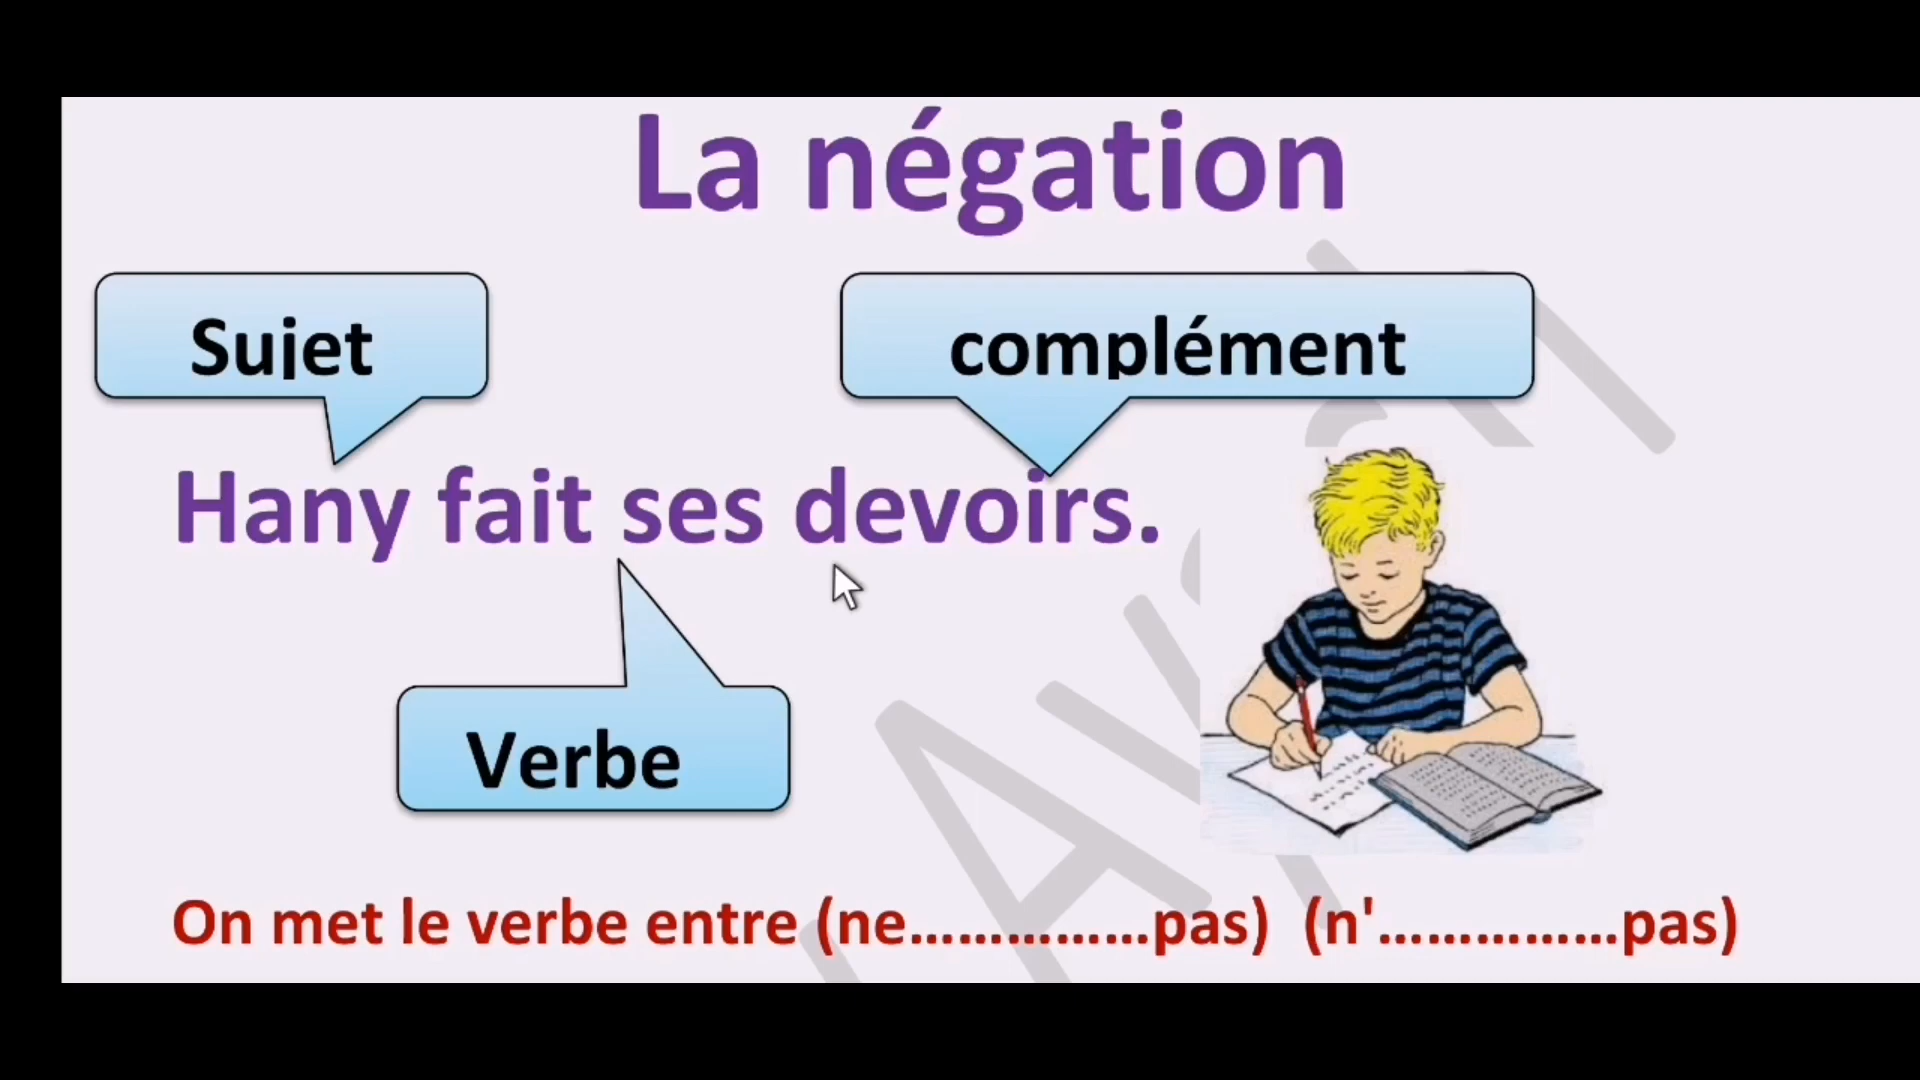 La négation
Sujet
complément
Hany fait ses devoirs.
Verbe
On met le verbe entre (ne...............pas) (n'...............pas)